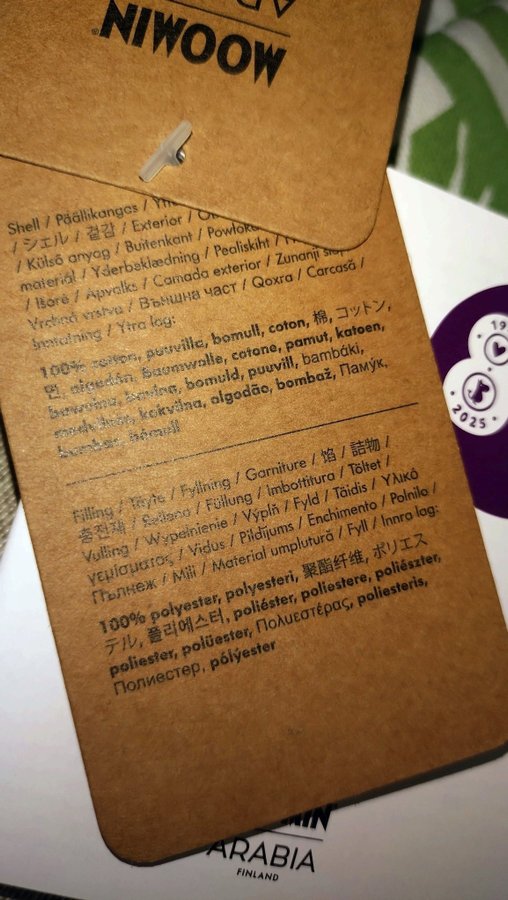 MOOMIN
Shell / Päällikangas /
/ シェル / 겉감 / Exterior /
/ Külső anyag / Buitenkant /
material / Yderbeklædning / Pealiskiht /
/ Išorė / Apvalks / Camada exterior / Zunanji
Vrchná vrstva / Външна част / Qoxra / Carcasă /
Inslutning / Ytra lag:
100% cotton, puuvilla, bomull, coton, 棉, コットン,
면, algodón, Baumwolle, cotone, pamut, katoen,
bawełna, bavlna, bomuld, puuvill, bambáki,
medvilnė, kokvilna, algodão, bombaž, Памук,
bumbac, bómull
Filling / Täyte / Fyllning / Garniture / 馅 / 詰物 /
충전재 / Relleno / Füllung / Imbottitura / Töltet /
Vulling / Wypełnienie / Výplň / Fyld / Täidis / Υλικό
γεμίσματος / Vidus / Pildījums / Enchimento / Polnilo /
Пълнеж / Mili / Material umplutură / Fyll / Innra lag:
100% polyester, polyesteri, 聚酯纤维, ポリエス
テル, 폴리에스터, poliéster, poliestere, poliészter,
poliester, polüester, Πολυεστέρας, poliesteris,
Полиестер, pólýester
19
2025
ARABIA
FINLAND